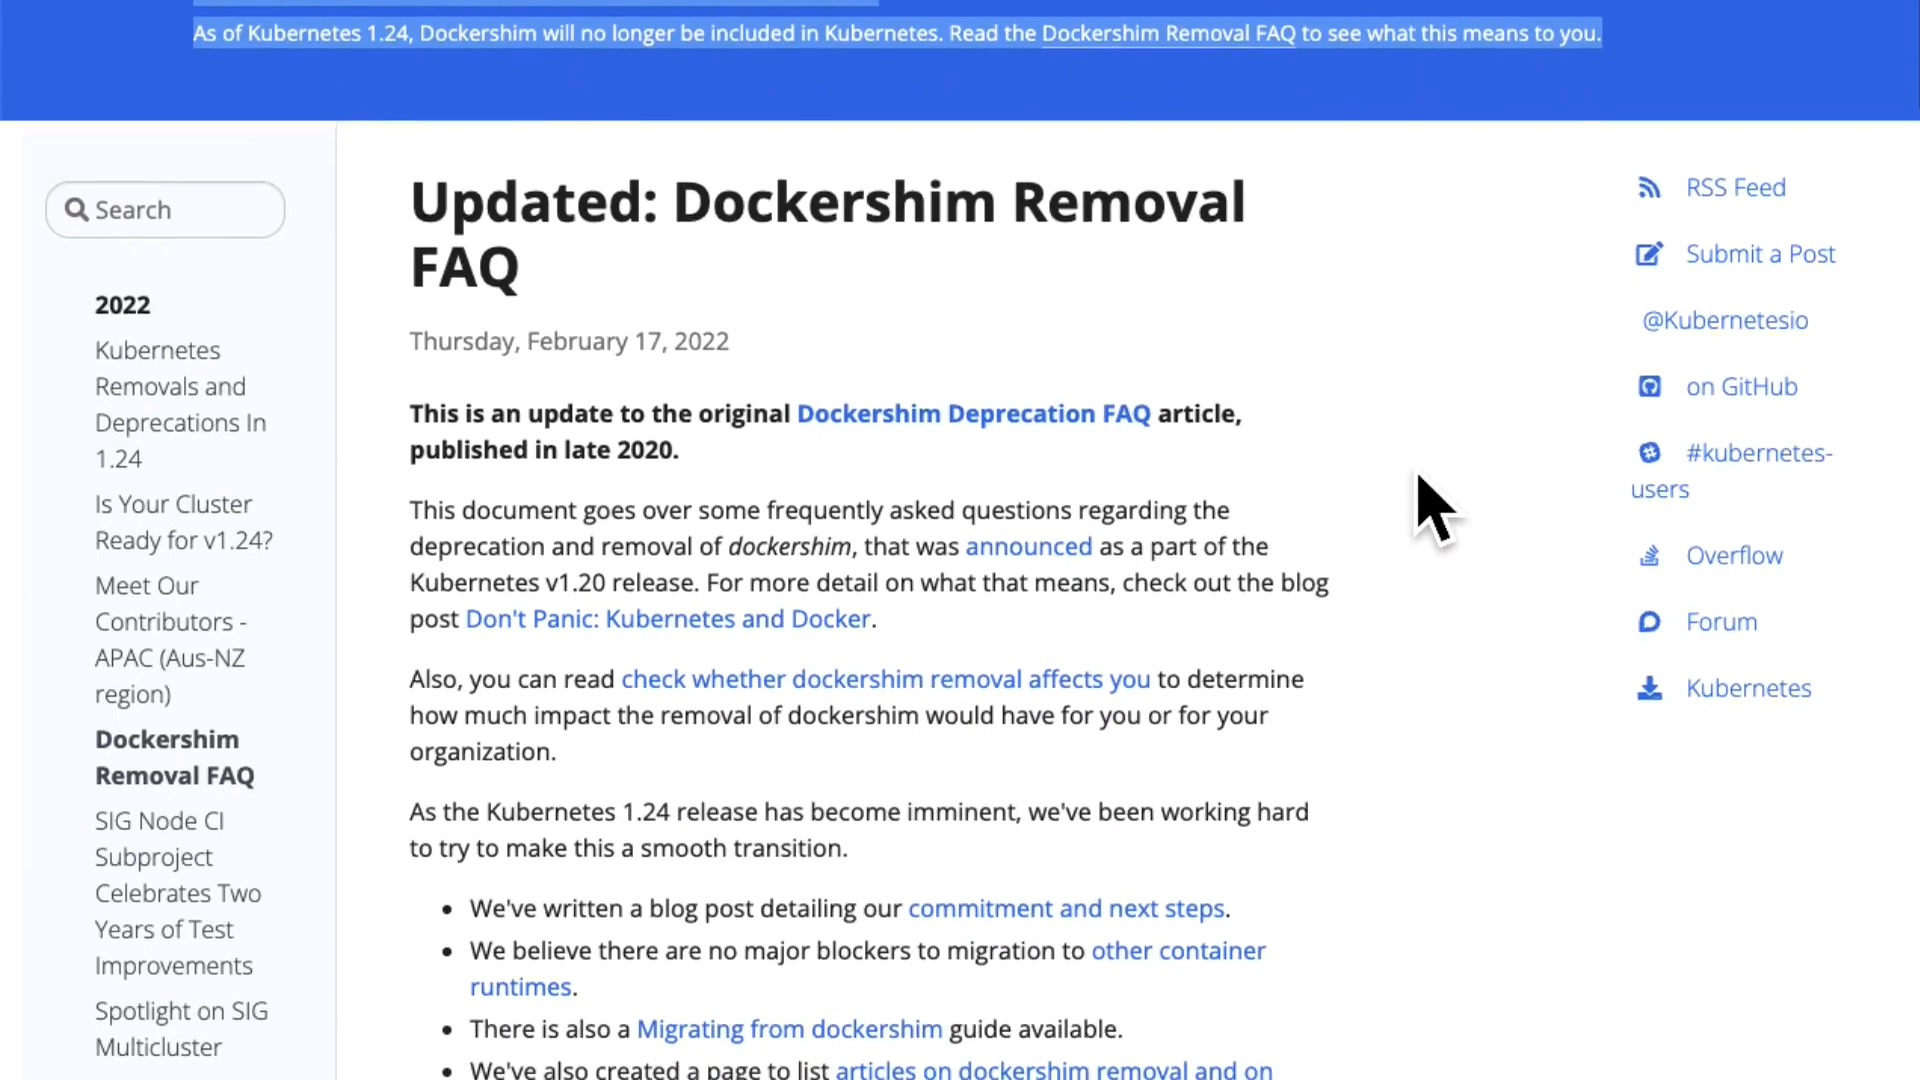 As of Kubernetes 1.24, Dockershim will no longer be included in Kubernetes. Read the Dockershim Removal FAQ to see what this means to you.
Search
2022
Kubernetes
Removals and
Deprecations In
1.24
Is Your Cluster
Ready for v1.24?
Meet Our
Contributors -
APAC (Aus-NZ
region)
Dockershim
Removal FAQ
SIG Node CI
Subproject
Celebrates Two
Years of Test
Improvements
Spotlight on SIG
Multicluster
Updated: Dockershim Removal
FAQ
Thursday, February 17, 2022
This is an update to the original Dockershim Deprecation FAQ article,
published in late 2020.
This document goes over some frequently asked questions regarding the
deprecation and removal of dockershim, that was announced as a part of the
Kubernetes v1.20 release. For more detail on what that means, check out the blog
post Don't Panic: Kubernetes and Docker.
Also, you can read check whether dockershim removal affects you to determine
how much impact the removal of dockershim would have for you or for your
organization.
As the Kubernetes 1.24 release has become imminent, we've been working hard
to try to make this a smooth transition.
• We've written a blog post detailing our commitment and next steps.
• We believe there are no major blockers to migration to other container
runtimes.
• There is also a Migrating from dockershim guide available.
• We've also created a page to list articles on dockershim removal and on
RSS Feed
Submit a Post
@Kubernetesio
on GitHub
#kubernetes-
users
Overflow
Forum
Kubernetes